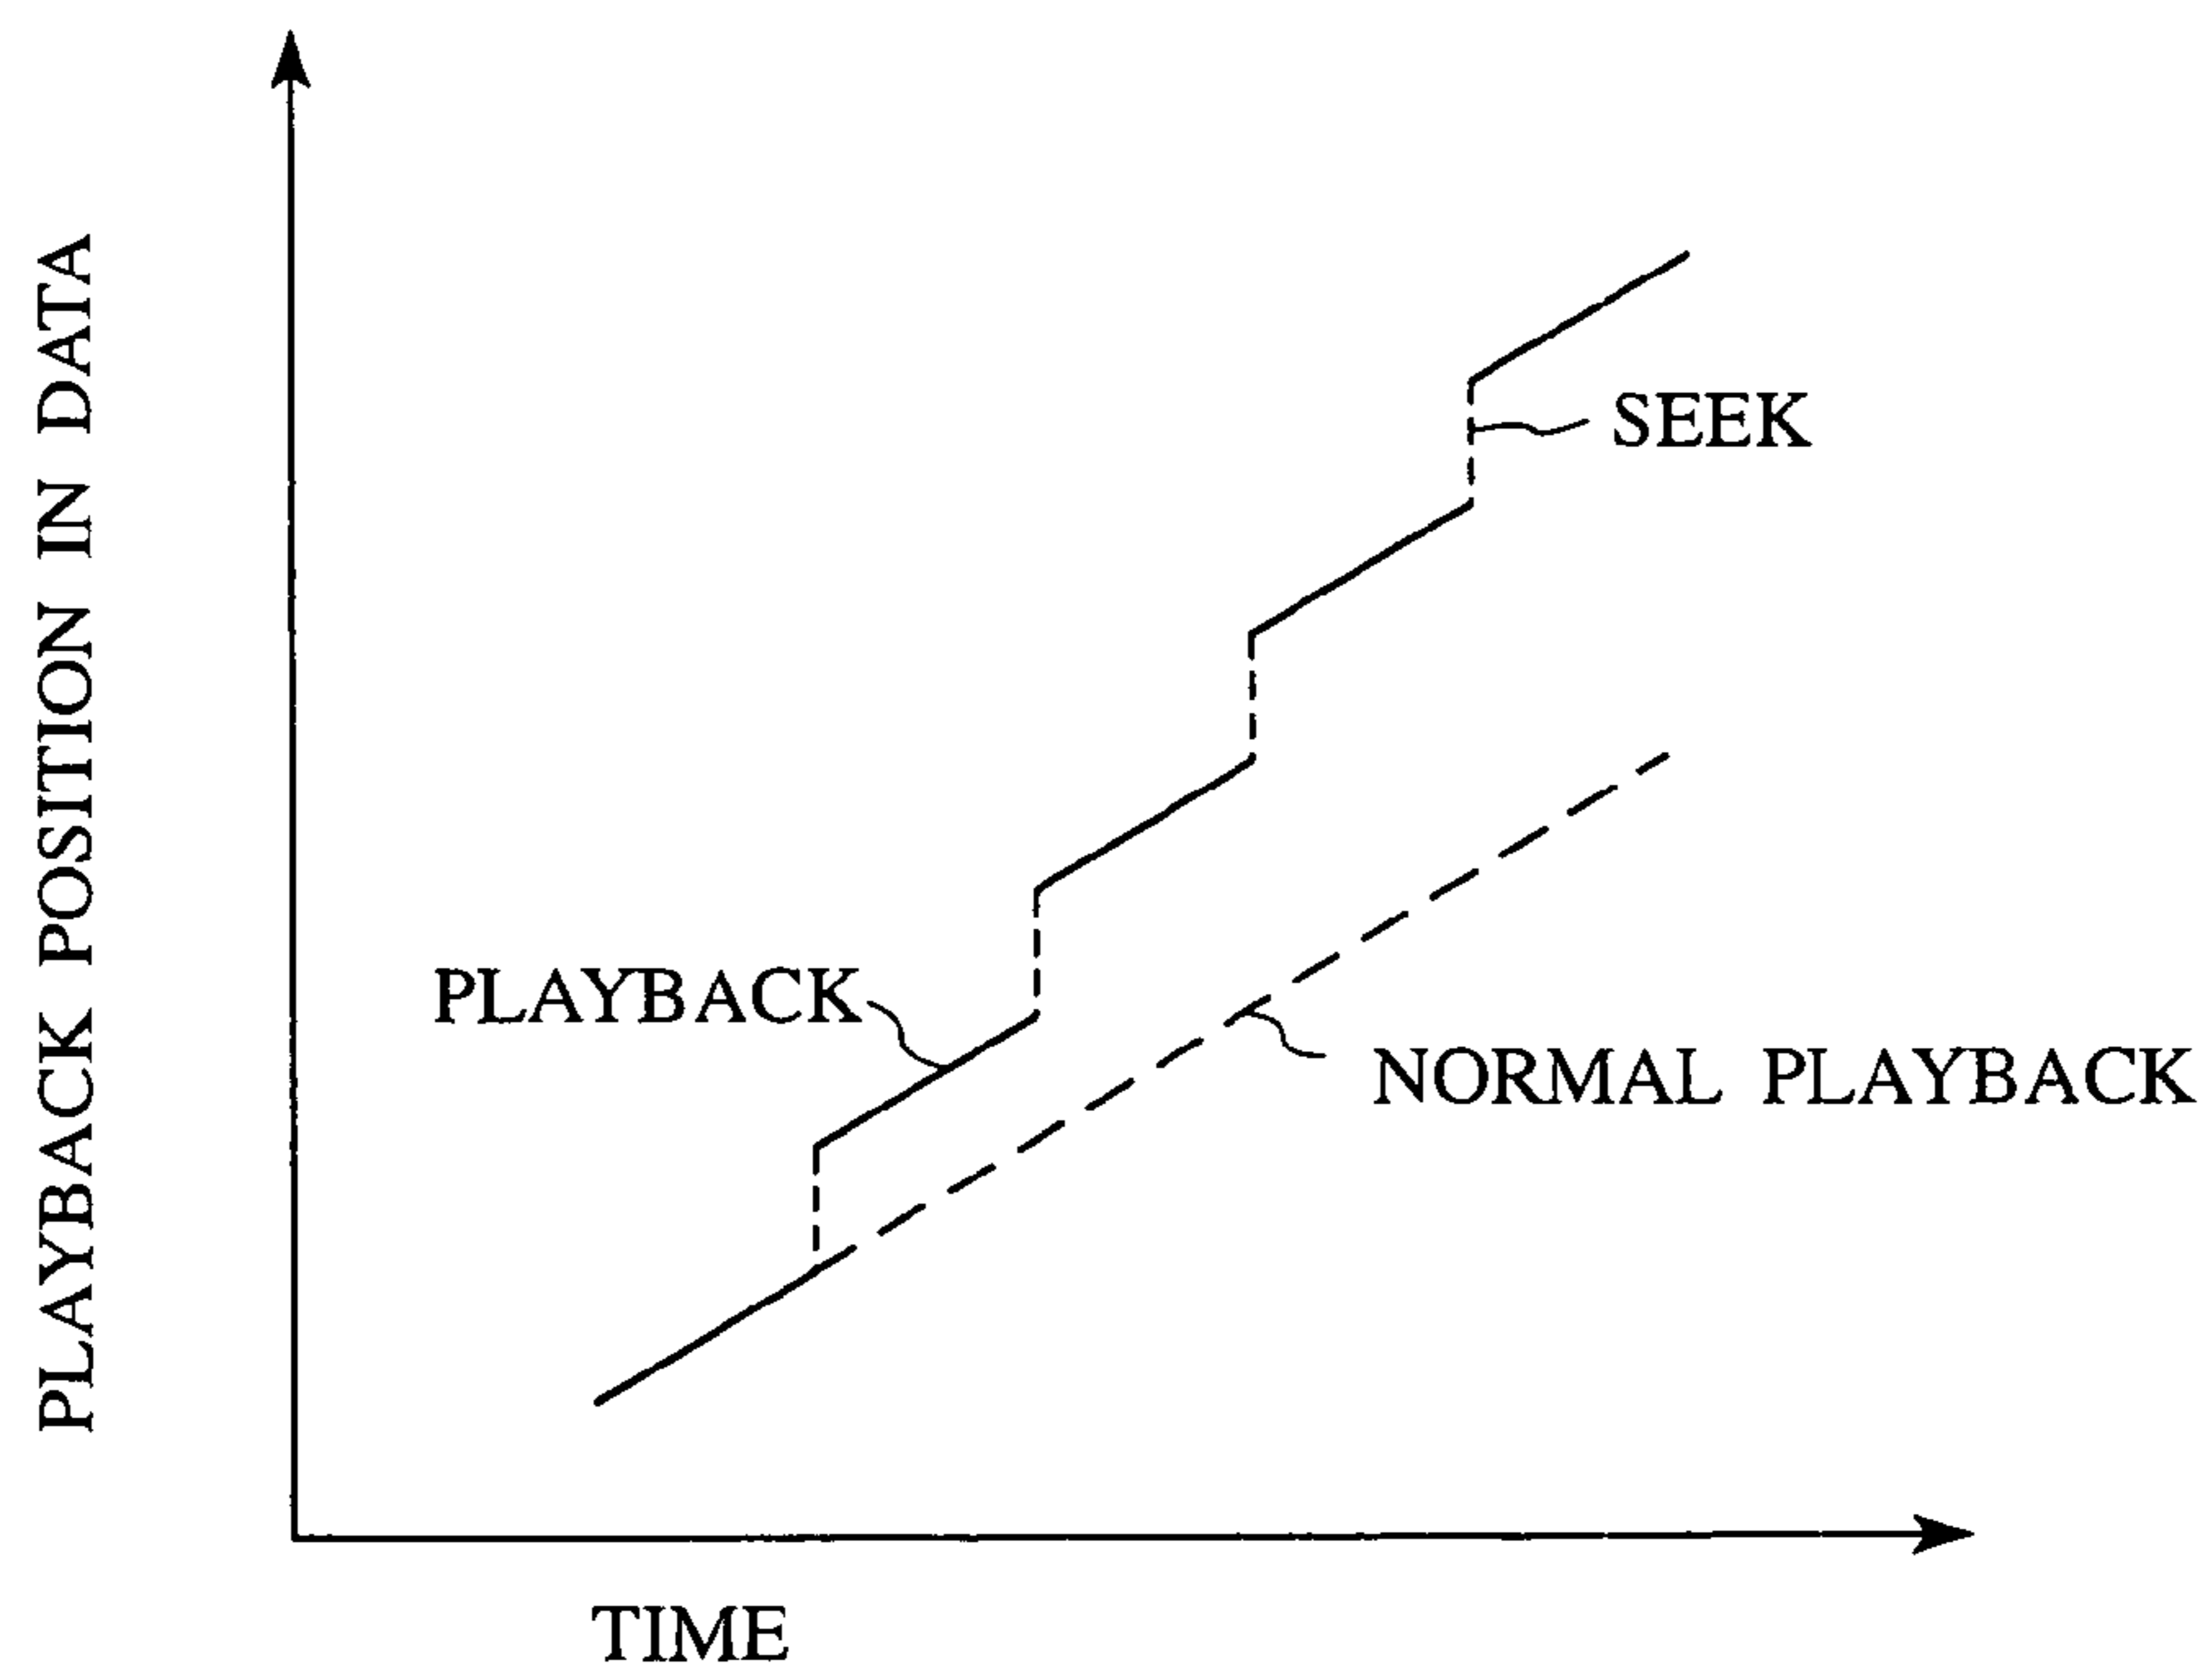 PLAYBACK POSITION IN DATA
SEEK
PLAYBACK
NORMAL PLAYBACK
TIME